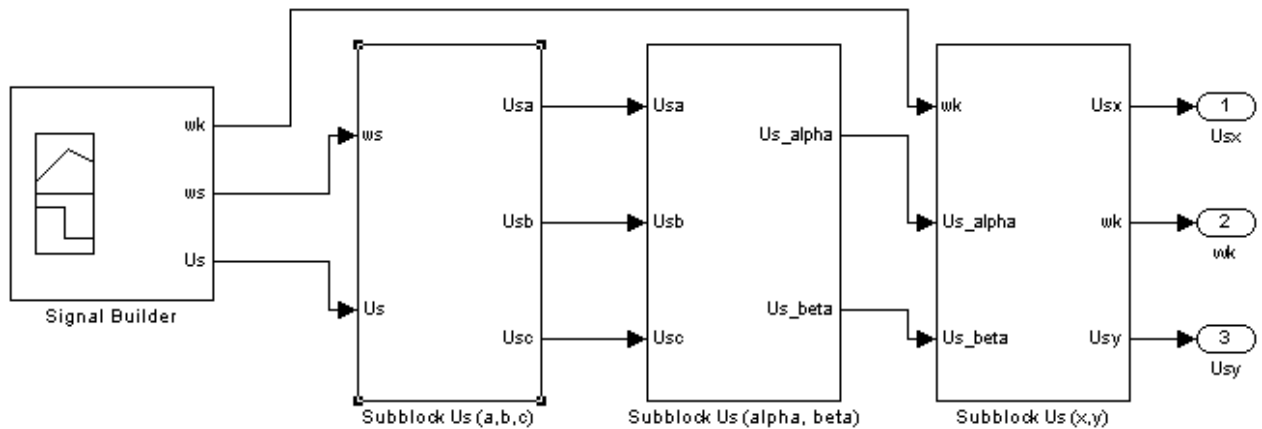 wk
ws
Us
Signal Builder
ws
Us
Usa
Usb
Usc
Subblock Us(a,b,c)
Usa
Usb
Usc
Us_alpha
Us_beta
Subblock Us(alpha, beta)
wk
Us_alpha
Us_beta
Usx
wk
Usy
Subblock Us(x,y)
1
Usx
2
wk
3
Usy